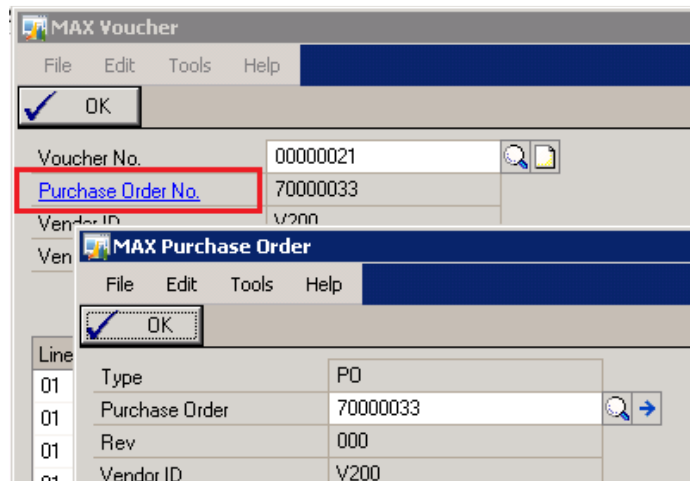 MAX Voucher
File Edit Tools Help
OK
Voucher No. 00000021
Purchase Order No. 70000033
Vendor ID V200
Ven
MAX Purchase Order
File Edit Tools Help
OK
Line
01
01
01
01
Type PO
Purchase Order 70000033
Rev 000
Vendor ID V200